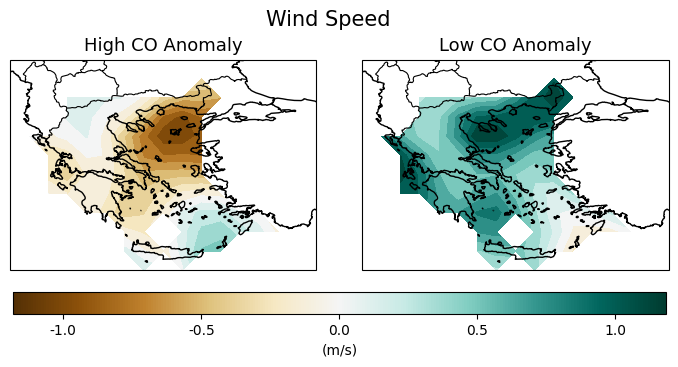 Wind Speed
High CO Anomaly
Low CO Anomaly
-1.0 -0.5 0.0 0.5 1.0
(m/s)